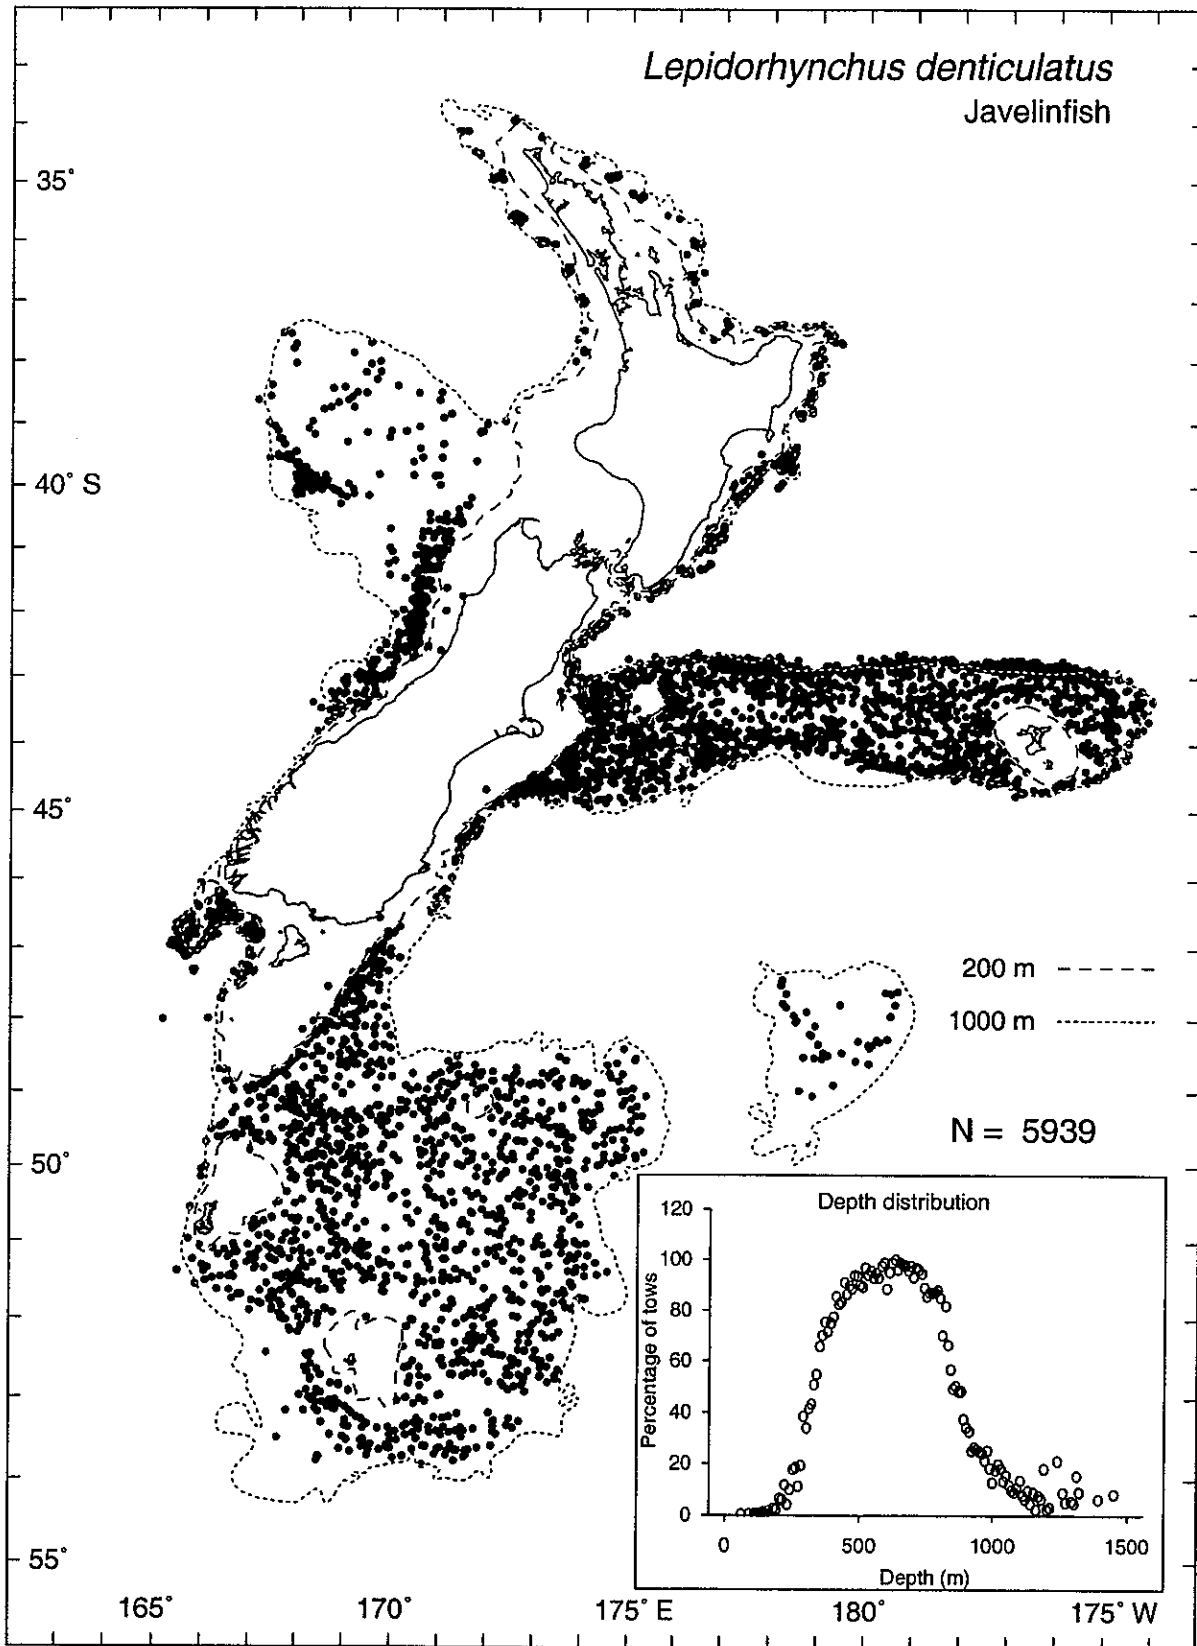 Lepidorhynchus denticulatus
Javelinfish
35°
40° S
45°
50°
55°
200 m
1000 m
N = 5939
Depth distribution
Percentage of tows
120
100
80
60
40
20
0
0 500 1000 1500
Depth (m)
165° 170° 175° E 180° 175° W